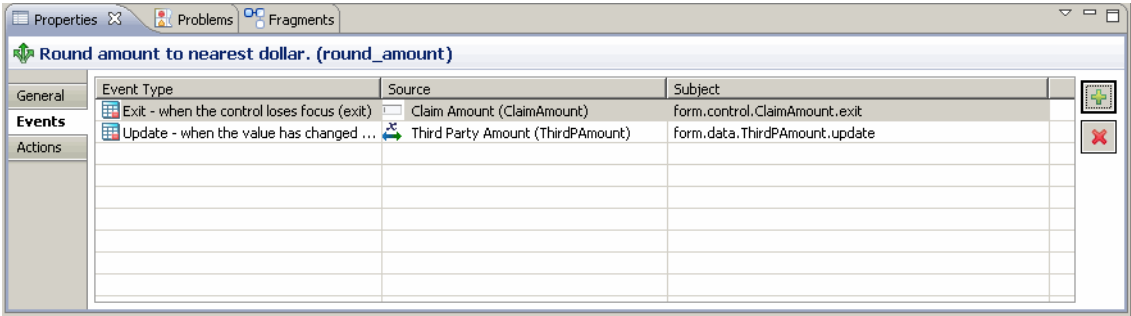 Properties Problems Fragments
Round amount to nearest dollar. (round_amount)
General
Events
Actions
Event Type Source Subject
Exit - when the control loses focus (exit) Claim Amount (ClaimAmount) form.control.ClaimAmount.exit
Update - when the value has changed ... Third Party Amount (ThirdPAmount) form.data.ThirdPAmount.update